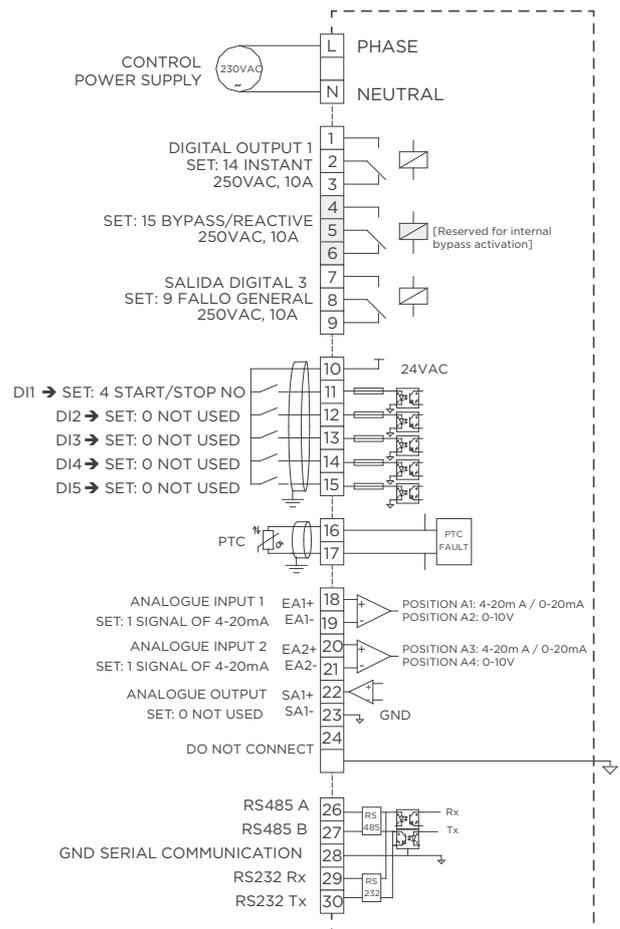 CONTROL
POWER SUPPLY
230VAC
~
L
PHASE
N
NEUTRAL
DIGITAL OUTPUT 1
SET: 14 INSTANT
250VAC, 10A
1
2
3
SET: 15 BYPASS/REACTIVE
250VAC, 10A
4
5
6
[Reserved for internal
bypass activation]
SALIDA DIGITAL 3
SET: 9 FALLO GENERAL
250VAC, 10A
7
8
9
10
24VAC
DI1 ➔ SET: 4 START/STOP NO
11
DI2 ➔ SET: 0 NOT USED
12
DI3 ➔ SET: 0 NOT USED
13
DI4 ➔ SET: 0 NOT USED
14
DI5 ➔ SET: 0 NOT USED
15
PTC
16
17
PTC
FAULT
ANALOGUE INPUT 1
SET: 1 SIGNAL OF 4-20mA
EA1+
EA1-
18
19
+
-
POSITION A1: 4-20m A / 0-20mA
POSITION A2: 0-10V
ANALOGUE INPUT 2
SET: 1 SIGNAL OF 4-20mA
EA2+
EA2-
20
21
+
-
POSITION A3: 4-20m A / 0-20mA
POSITION A4: 0-10V
ANALOGUE OUTPUT
SET: 0 NOT USED
SA1+
SA1-
22
23
+
-
GND
24
DO NOT CONNECT
RS485 A
26
RS485 B
27
RS
485
Rx
Tx
GND SERIAL COMMUNICATION
28
RS232 Rx
29
RS232 Tx
30
RS
232